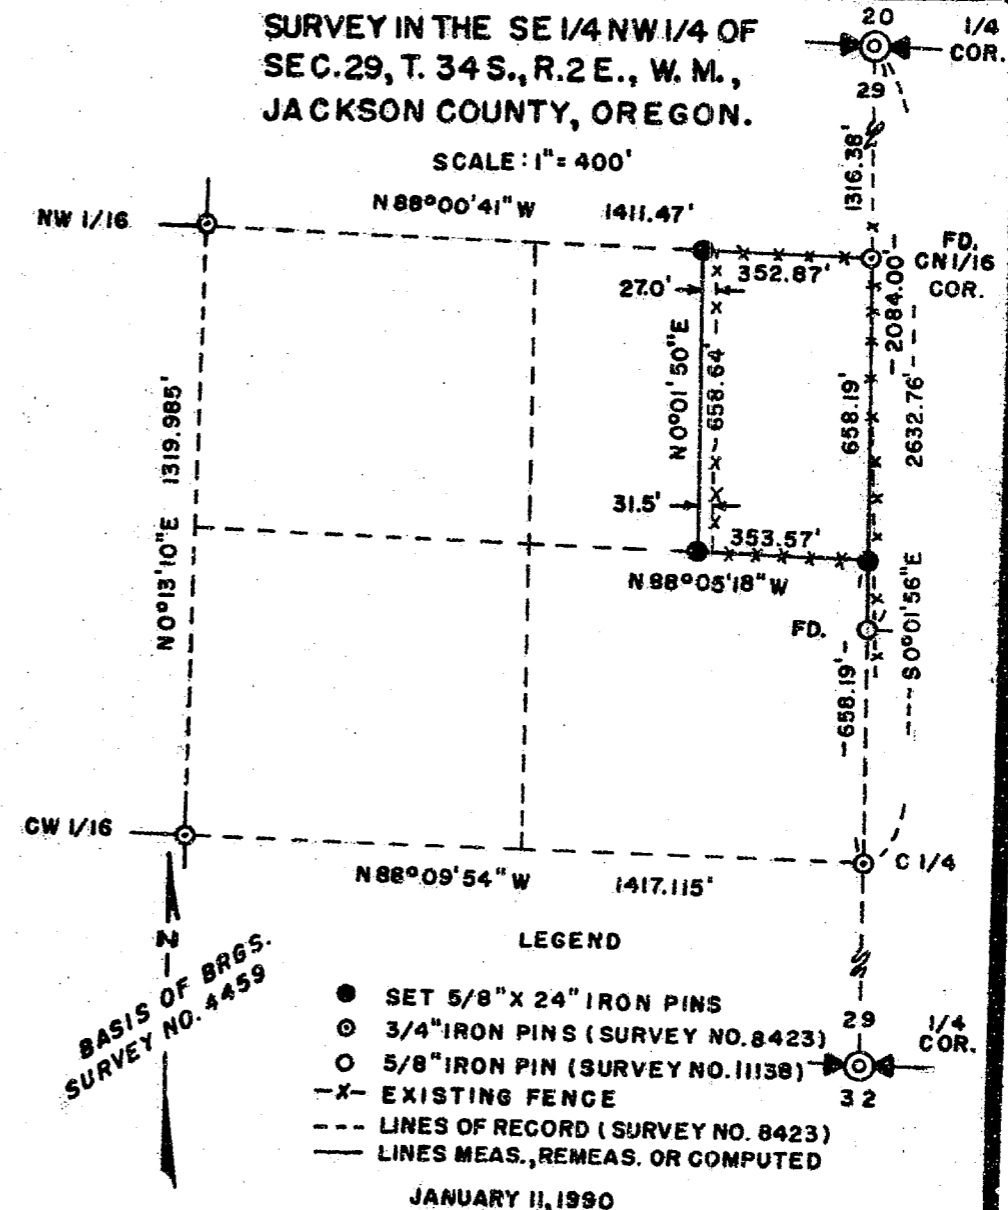 SURVEY IN THE SE 1/4 NW 1/4 OF
SEC.29, T. 34 S., R.2 E., W. M.,
JACKSON COUNTY, OREGON.
SCALE: 1"= 400'
20
1/4
COR.
29
1316.38'
NW 1/16
N 88°00'41" W
1411.47'
FD.
CN1/16
COR.
352.87'
27.0'
2084.00'
N0°01'50"E
658.64'
658.19'
2632.76'
N0°13'10"E 1319.985'
31.5'
353.57'
N 88°05'18" W
S0°01'56"E
FD.
658.19'
CW 1/16
C 1/4
N 88°09'54" W
1417.115'
N
BASIS OF BRGS.
SURVEY NO. 4459
LEGEND
SET 5/8" X 24" IRON PINS
3/4" IRON PINS (SURVEY NO. 8423)
5/8" IRON PIN (SURVEY NO. 11138)
-X- EXISTING FENCE
--- LINES OF RECORD (SURVEY NO. 8423)
—— LINES MEAS., REMEAS. OR COMPUTED
29
1/4
COR.
32
JANUARY 11, 1990